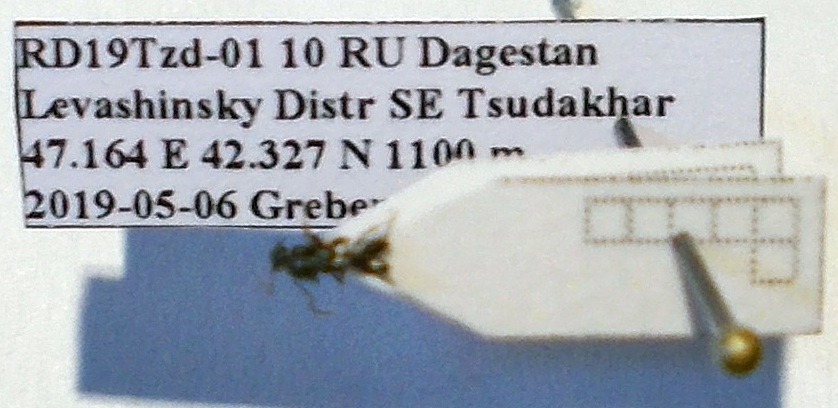 RD19Tzd-01 10 RU Dagestan
Levashinsky Distr SE Tsudakhar
47.164 E 42.327 N 1100 m
2019-05-06